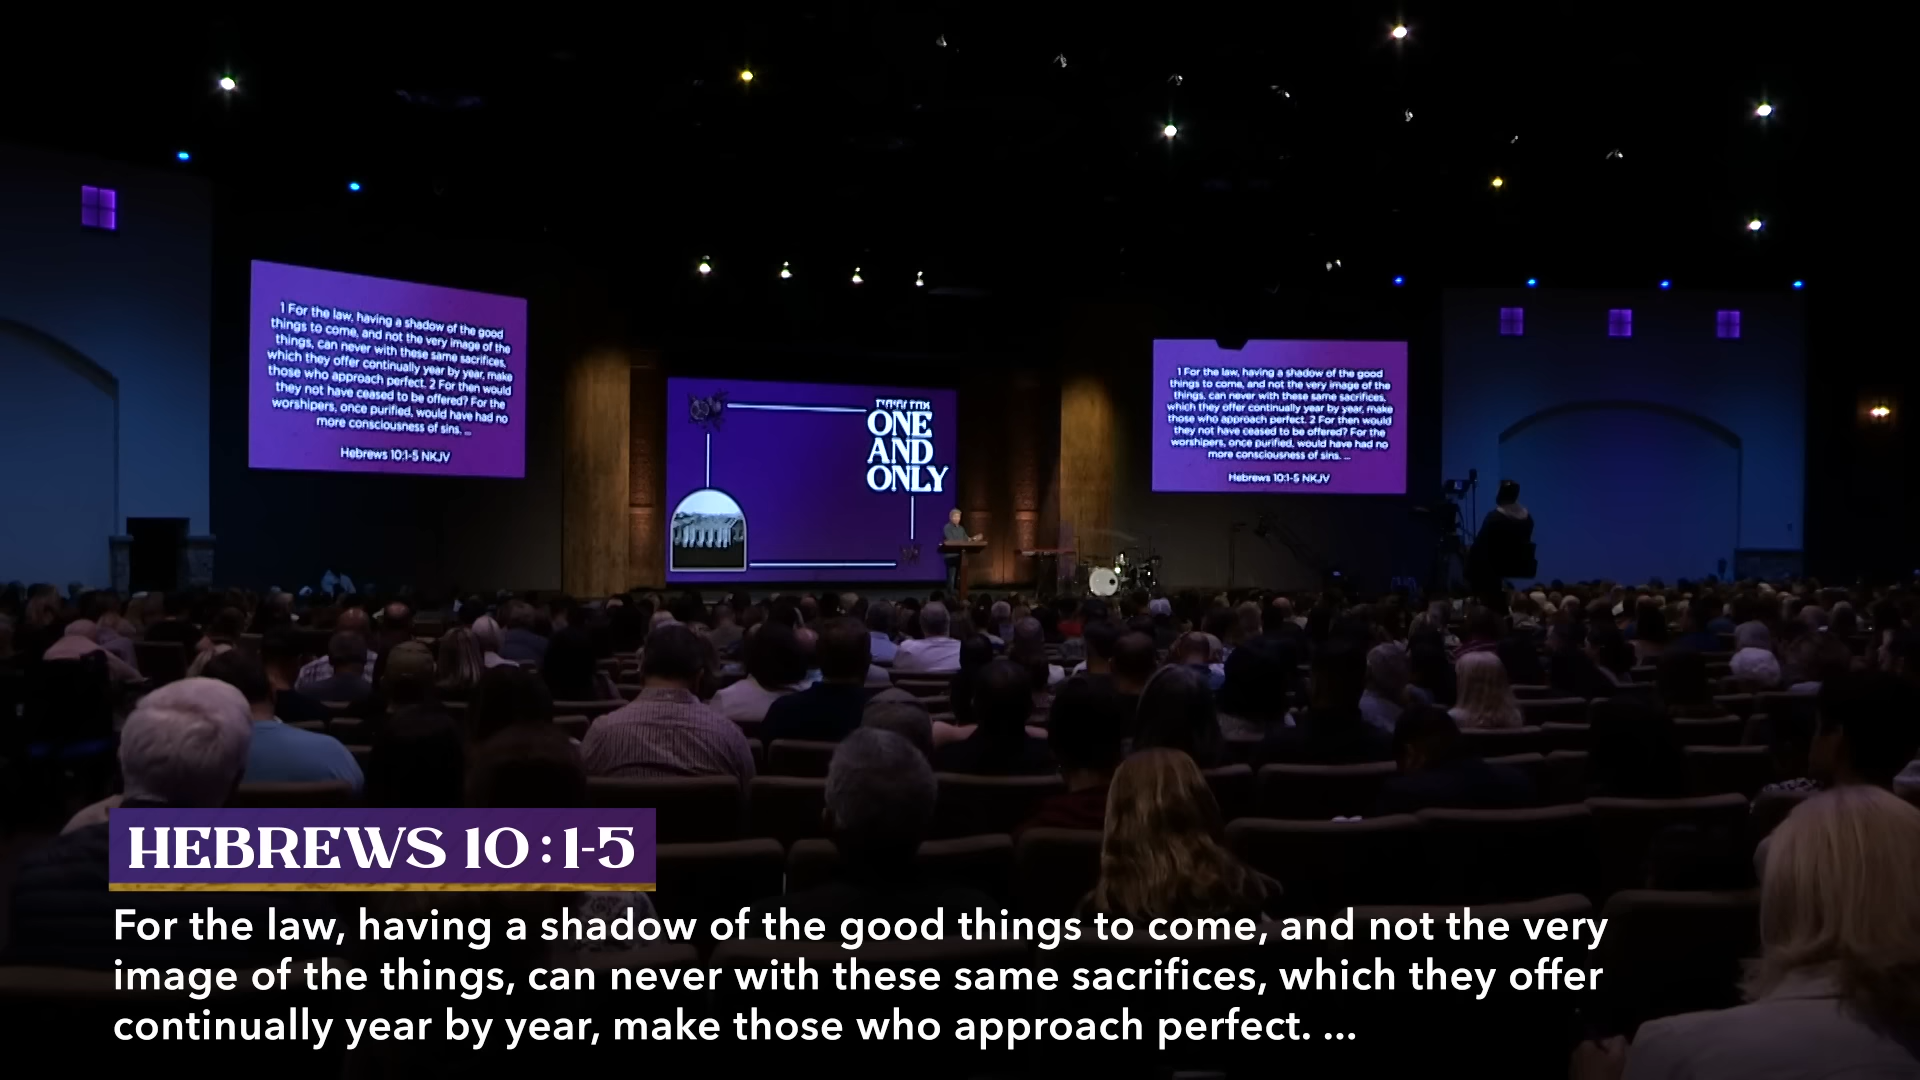 1 For the law, having a shadow of the good
things to come, and not the very image of the
things, can never with these same sacrifices,
which they offer continually year by year, make
those who approach perfect. 2 For then would
they not have ceased to be offered? For the
worshipers, once purified, would have had no
more consciousness of sins. ...
Hebrews 10:1-5 NKJV
ONE
AND
ONLY
1 For the law, having a shadow of the good
things to come, and not the very image of the
things, can never with these same sacrifices,
which they offer continually year by year, make
those who approach perfect. 2 For then would
they not have ceased to be offered? For the
worshipers, once purified, would have had no
more consciousness of sins. ...
Hebrews 10:1-5 NKJV
HEBREWS 10:1-5
For the law, having a shadow of the good things to come, and not the very
image of the things, can never with these same sacrifices, which they offer
continually year by year, make those who approach perfect. ...